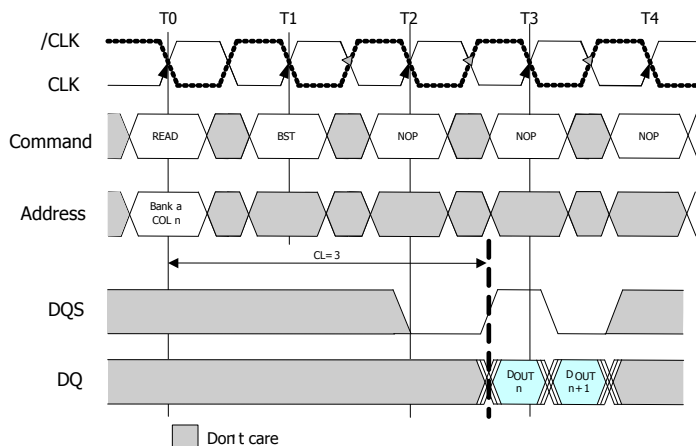 T0 T1 T2 T3 T4
/CLK
CLK
Command READ BST NOP NOP NOP
Address Bank a COL n
CL= 3
DQS
DQ DOUT n DOUT n+1
Don't care